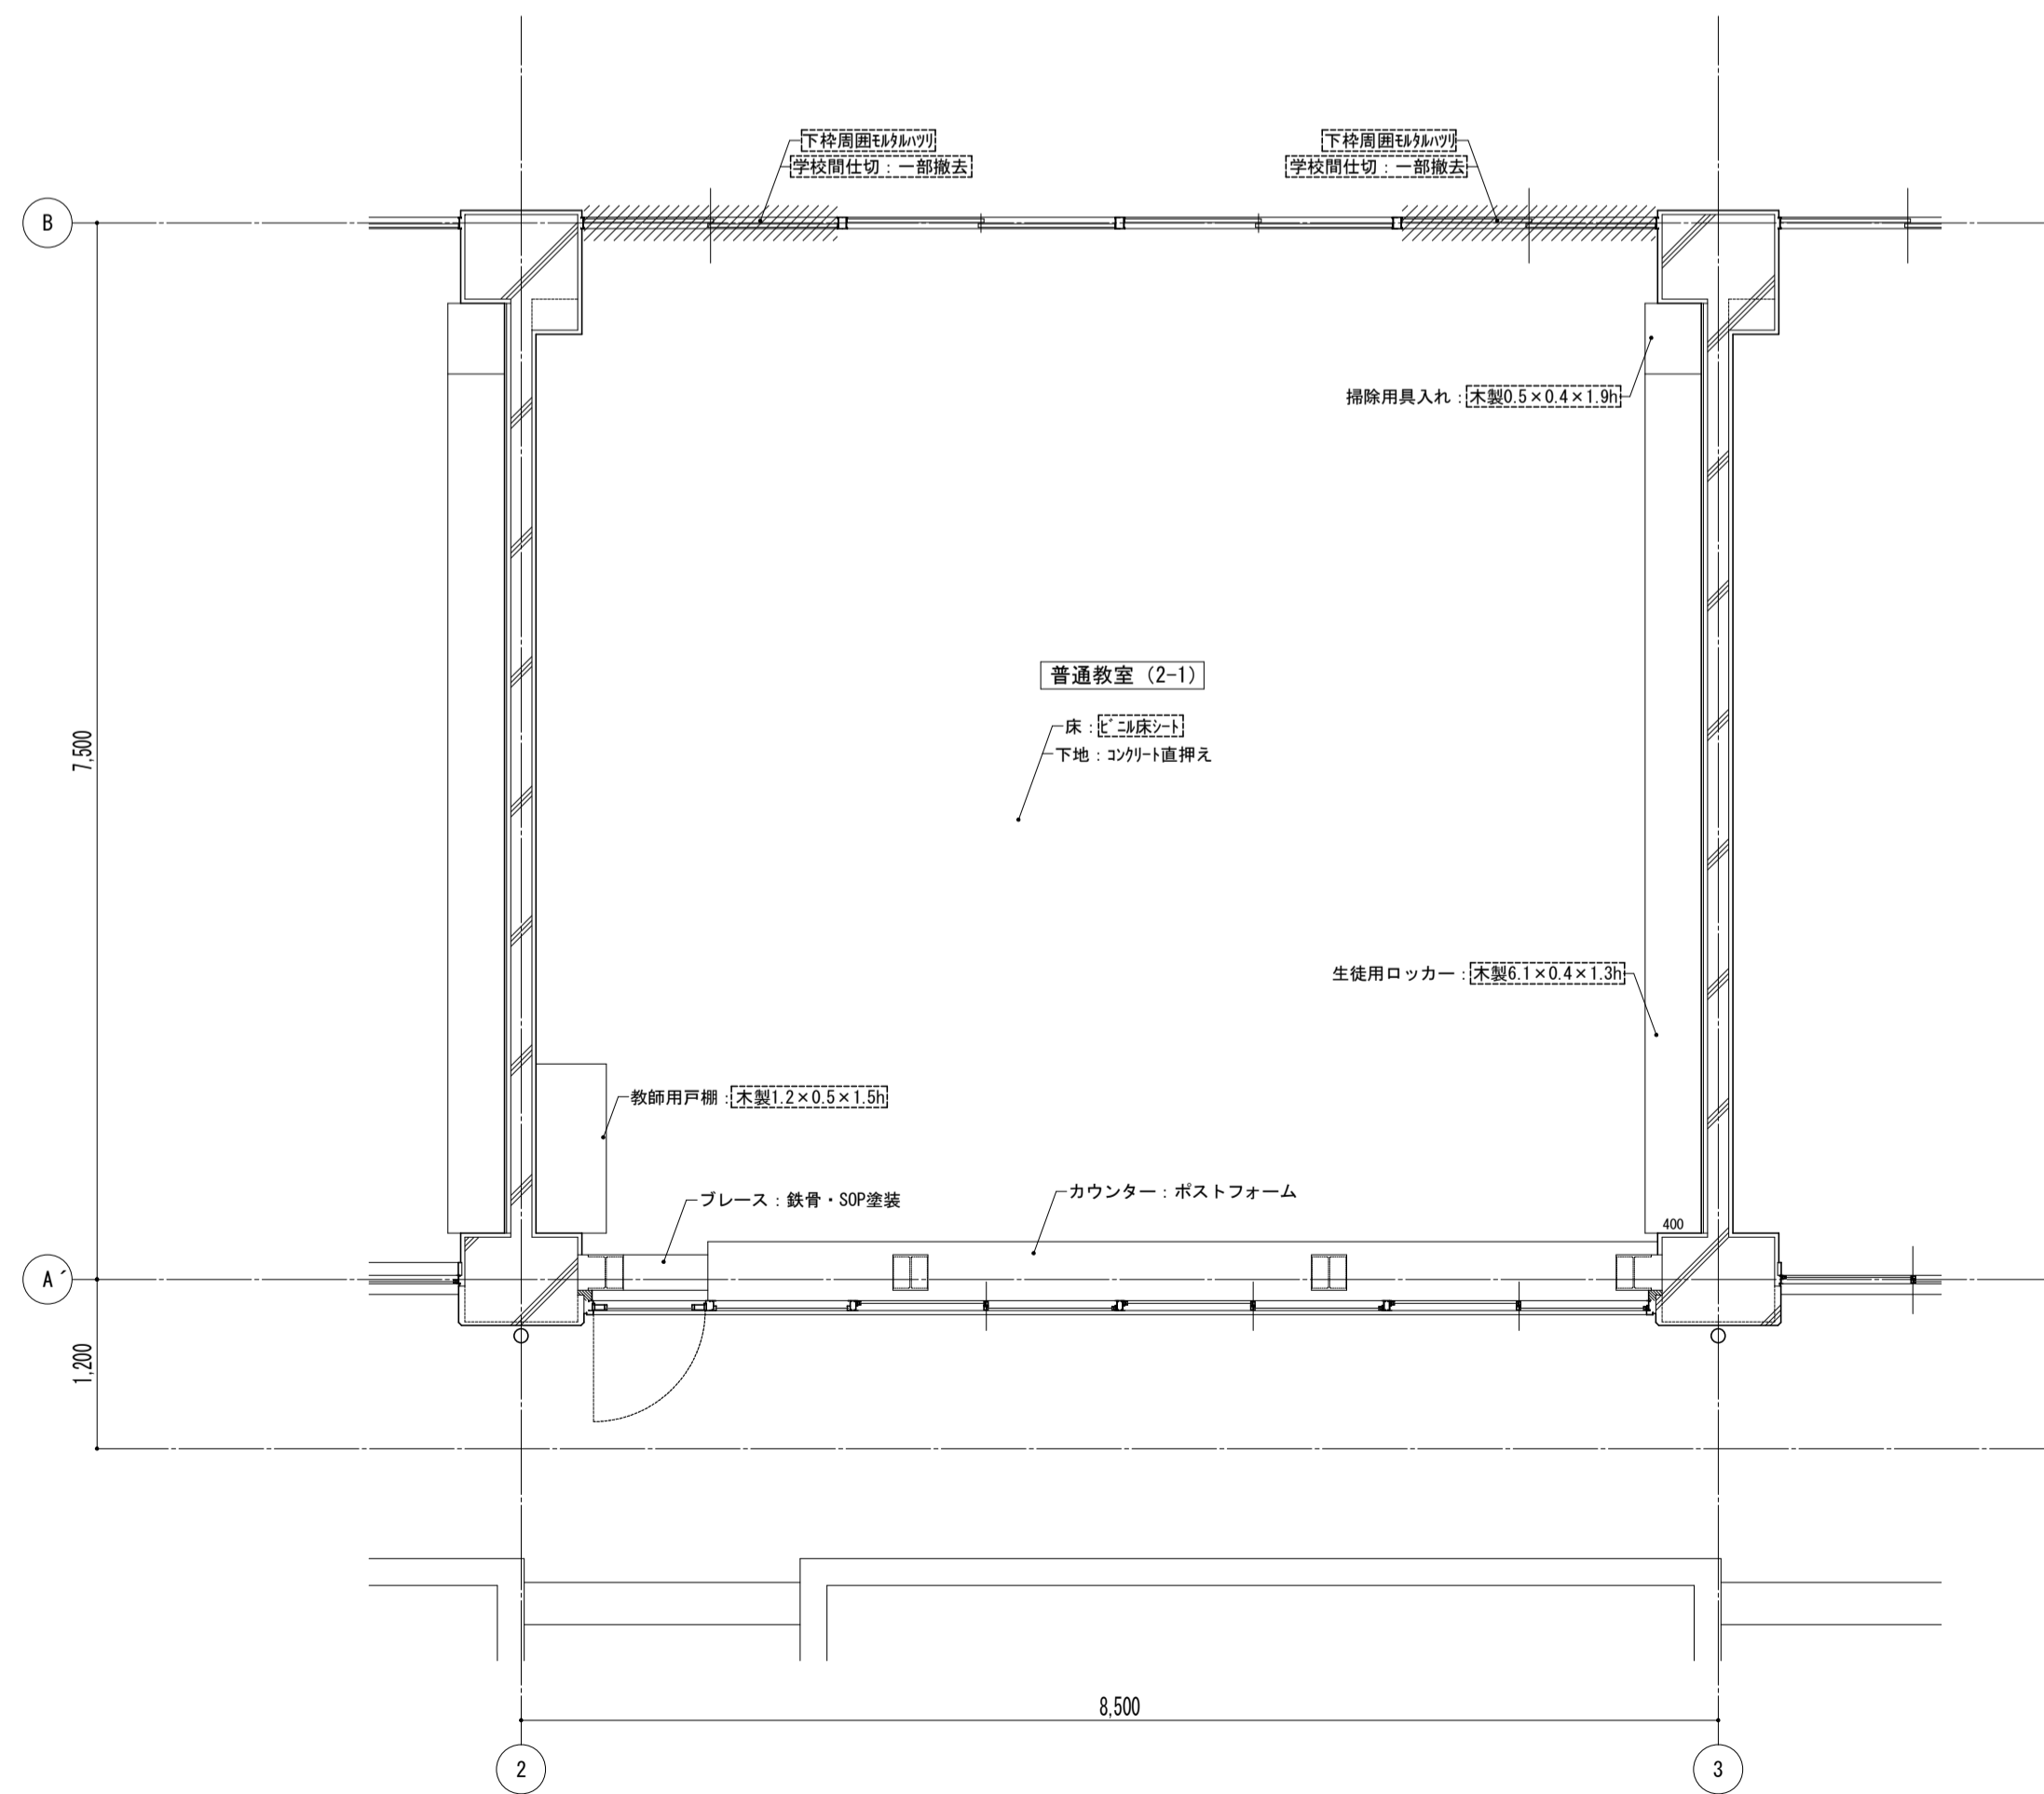 下枠周囲ﾓﾙﾀﾙﾊﾂﾘ
学校間仕切：一部撤去
下枠周囲ﾓﾙﾀﾙﾊﾂﾘ
学校間仕切：一部撤去
B
掃除用具入れ：木製0.5×0.4×1.9h
普通教室（2-1）
床：ﾋﾞﾆﾙ床ｼｰﾄ
下地：ｺﾝｸﾘｰﾄ直押え
7,500
生徒用ロッカー：木製6.1×0.4×1.3h
教師用戸棚：木製1.2×0.5×1.5h
ブレース：鉄骨・SOP塗装
カウンター：ポストフォーム
400
A´
1,200
8,500
2
3